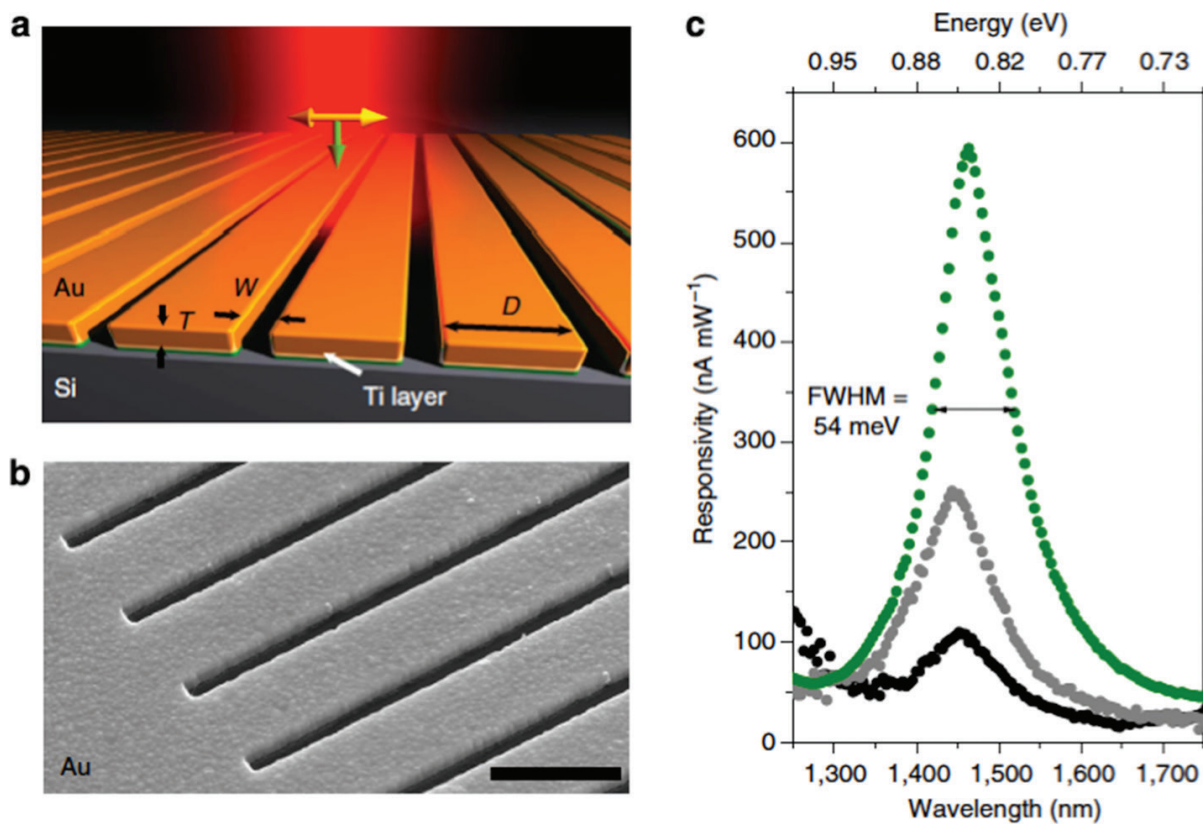 a
Au
W
T
D
Si
Ti layer
b
Au
c
Energy (eV)
0.95 0.88 0.82 0.77 0.73
Responsivity (nA mW⁻¹)
600
500
400
300
200
100
0
FWHM =
54 meV
1,300 1,400 1,500 1,600 1,700
Wavelength (nm)